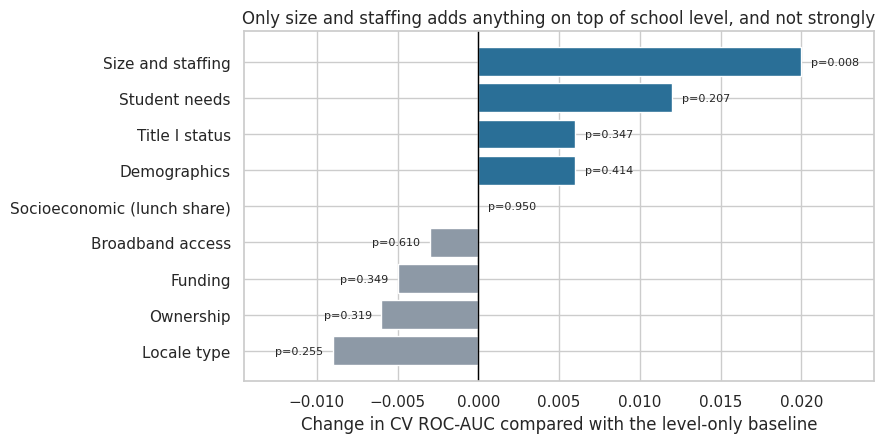 Only size and staffing adds anything on top of school level, and not strongly
Size and staffing
p=0.008
Student needs
p=0.207
Title I status
p=0.347
Demographics
p=0.414
Socioeconomic (lunch share)
p=0.950
Broadband access
p=0.610
Funding
p=0.349
Ownership
p=0.319
Locale type
p=0.255
−0.010 −0.005 0.000 0.005 0.010 0.015 0.020
Change in CV ROC-AUC compared with the level-only baseline